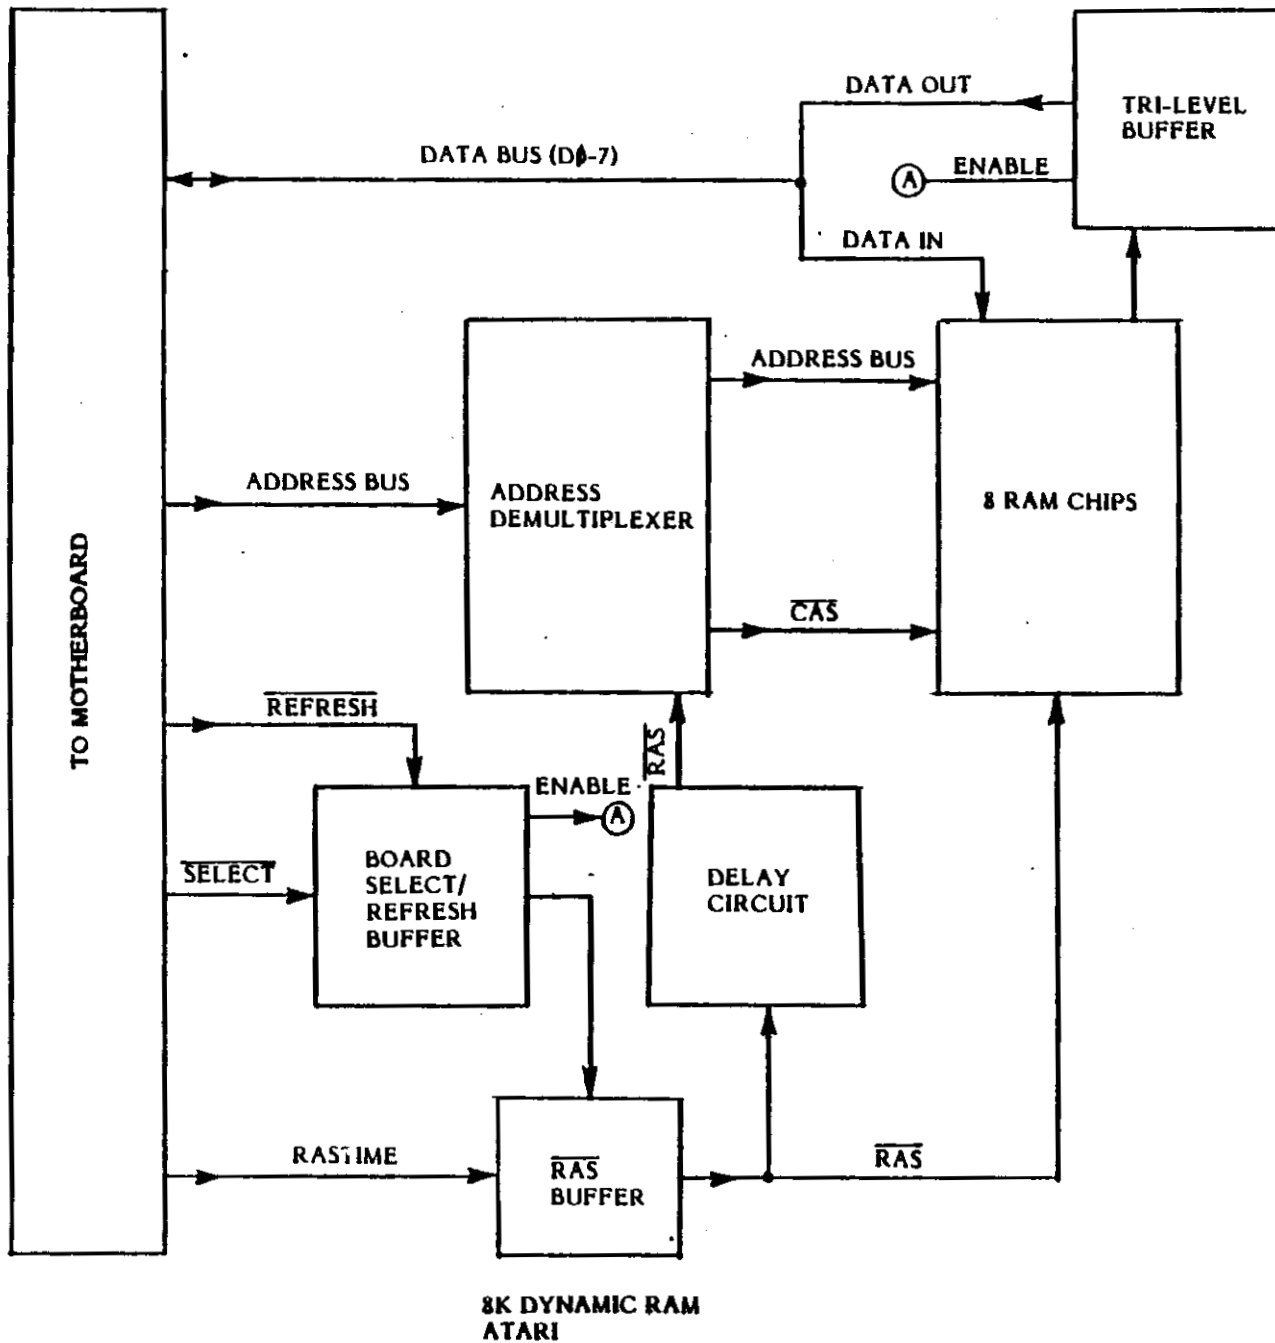 DATA OUT
TRI-LEVEL
BUFFER
DATA BUS (D0-7)
A
ENABLE
DATA IN
ADDRESS BUS
ADDRESS BUS
ADDRESS
DEMULTIPLEXER
8 RAM CHIPS
CAS
TO MOTHERBOARD
REFRESH
RAS
ENABLE
A
SELECT
BOARD
SELECT/
REFRESH
BUFFER
DELAY
CIRCUIT
RASTIME
RAS
BUFFER
RAS
8K DYNAMIC RAM
ATARI